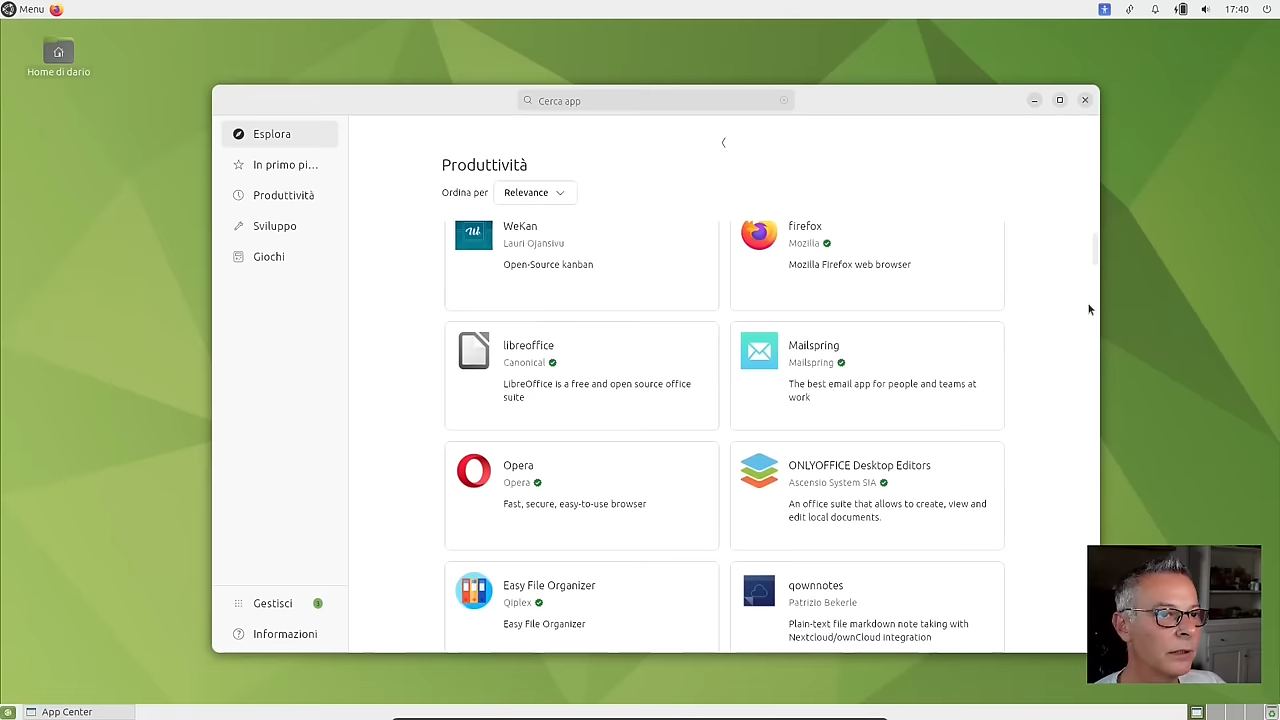 Menu
17:40
Home di dario
Cerca app
Esplora
In primo pi...
Produttività
Sviluppo
Giochi
Gestisci
3
Informazioni
Produttività
Ordina per
Relevance
WeKan
Lauri Ojansivu
Open-Source kanban
firefox
Mozilla
Mozilla Firefox web browser
libreoffice
Canonical
LibreOffice is a free and open source office
suite
Mailspring
Mailspring
The best email app for people and teams at
work
Opera
Opera
Fast, secure, easy-to-use browser
ONLYOFFICE Desktop Editors
Ascensio System SIA
An office suite that allows to create, view and
edit local documents.
Easy File Organizer
Qiplex
Easy File Organizer
qownnotes
Patrizio Bekerle
Plain-text file markdown note taking with
Nextcloud/ownCloud integration
App Center